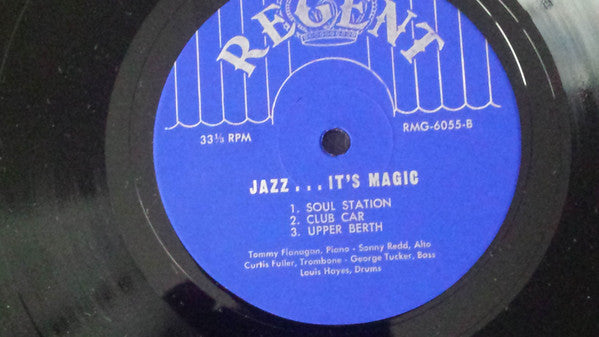 REGENT
33⅓ RPM
RMG-6055-B
JAZZ...IT'S MAGIC
1. SOUL STATION
2. CLUB CAR
3. UPPER BERTH
Tommy Flanagan, Piano - Sonny Redd, Alto
Curtis Fuller, Trombone - George Tucker, Bass
Louis Hayes, Drums